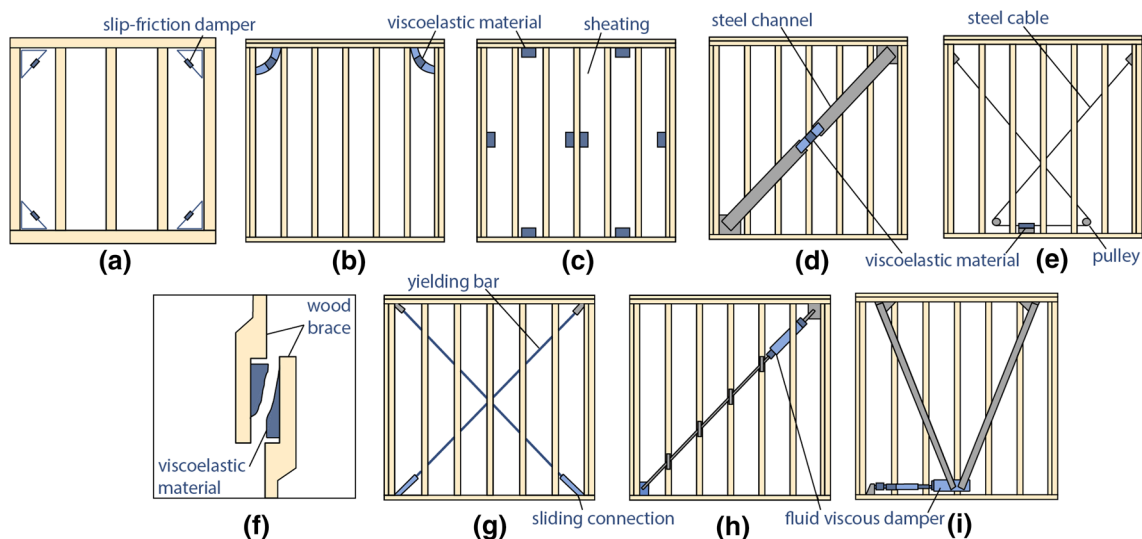 slip-friction damper
viscoelastic material
sheating
steel channel
steel cable
(a)
(b)
(c)
(d)
viscoelastic material
(e)
pulley
wood
brace
viscoelastic
material
(f)
yielding bar
(g)
sliding connection
(h)
fluid viscous damper
(i)